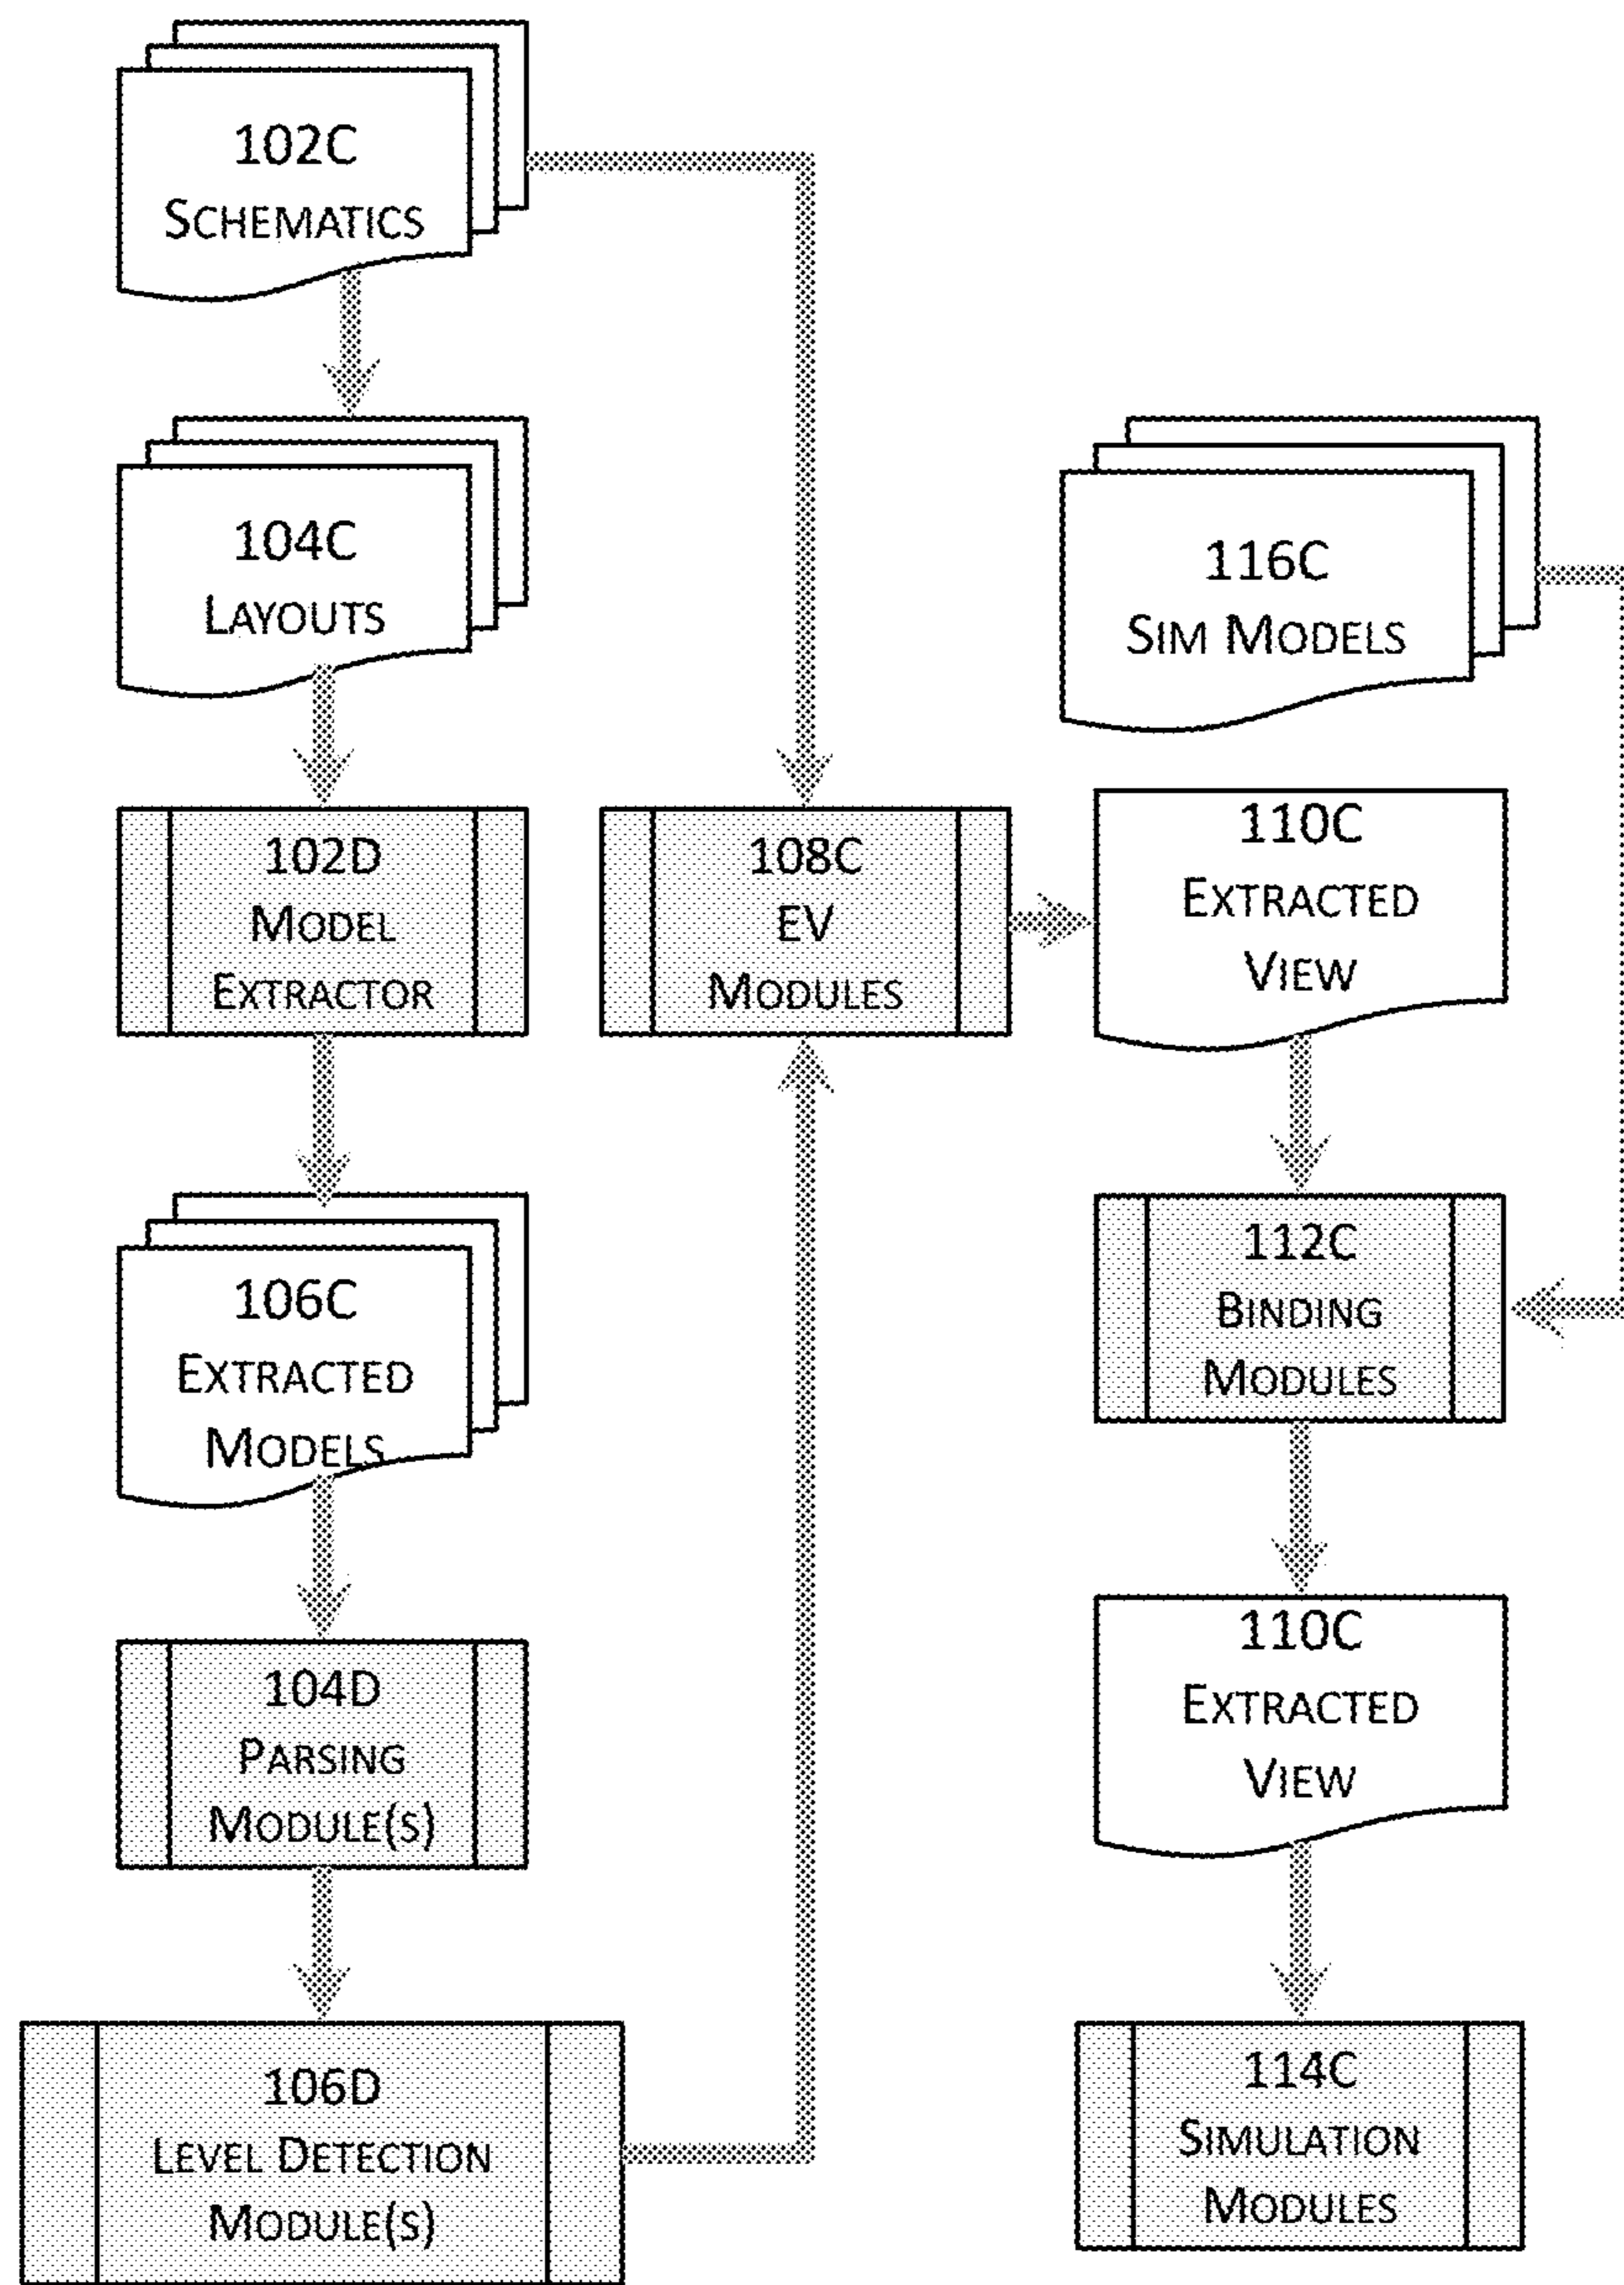 102C
SCHEMATICS
104C
LAYOUTS
102D
MODEL
EXTRACTOR
106C
EXTRACTED
MODELS
104D
PARSING
MODULE(S)
106D
LEVEL DETECTION
MODULE(S)
108C
EV
MODULES
116C
SIM MODELS
110C
EXTRACTED
VIEW
112C
BINDING
MODULES
110C
EXTRACTED
VIEW
114C
SIMULATION
MODULES